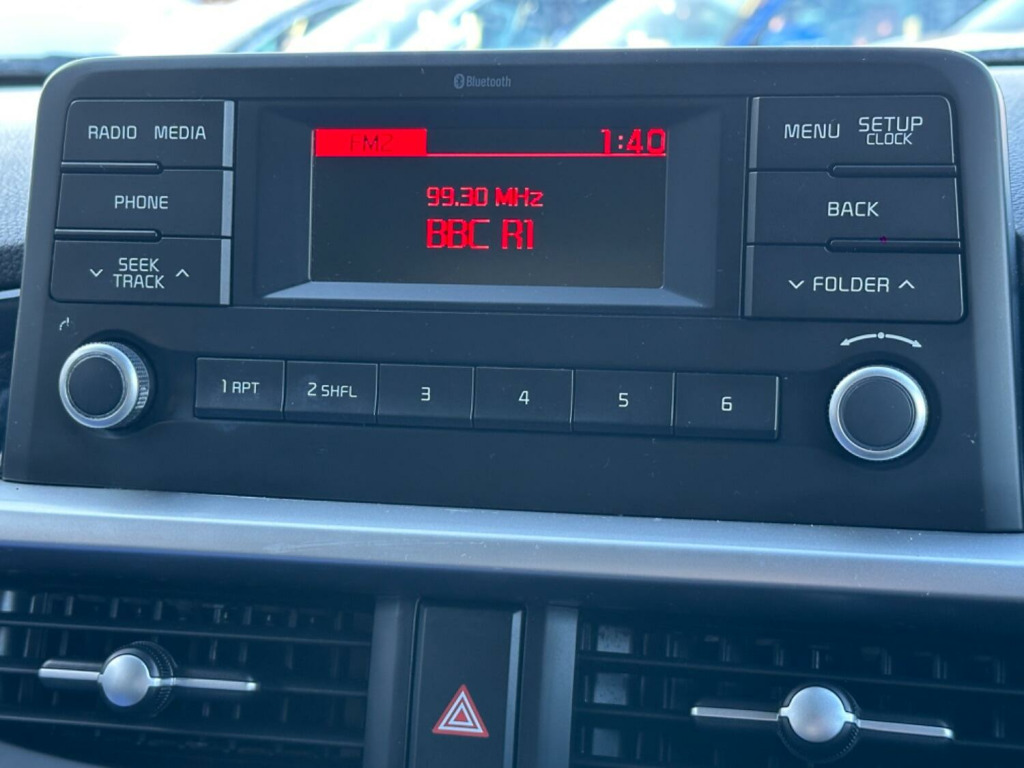 Bluetooth
RADIO MEDIA
PHONE
SEEK
TRACK
FM2
1:40
99.30 MHz
BBC R1
MENU SETUP
CLOCK
BACK
FOLDER
1 RPT
2 SHFL
3
4
5
6